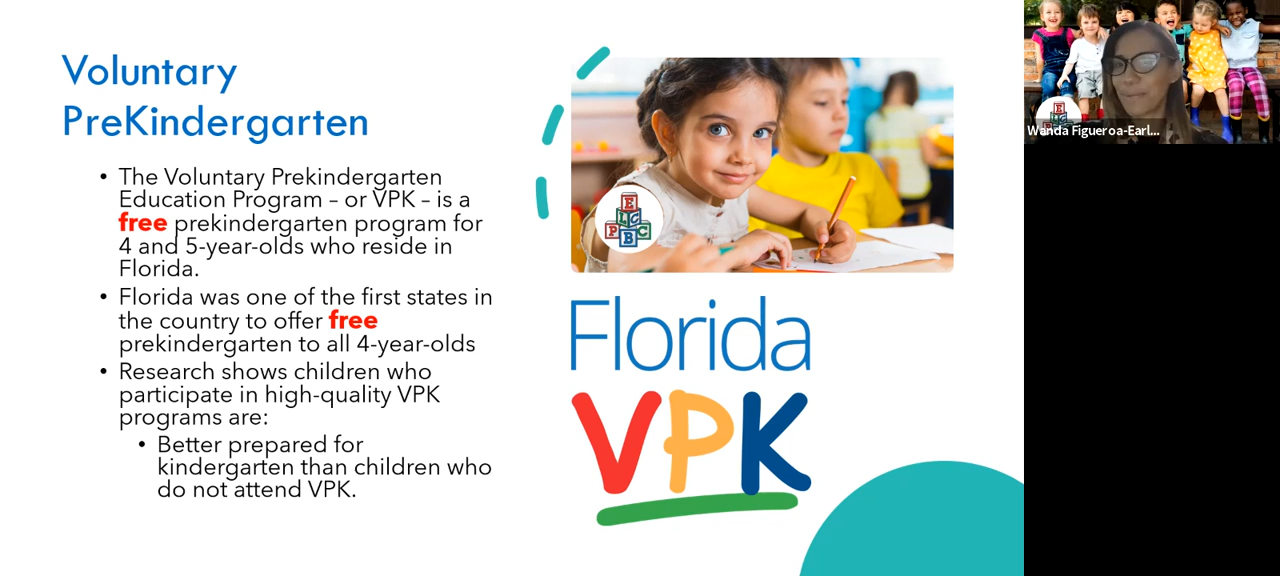 Voluntary
PreKindergarten
• The Voluntary Prekindergarten
Education Program – or VPK – is a
free prekindergarten program for
4 and 5-year-olds who reside in
Florida.
• Florida was one of the first states in
the country to offer free
prekindergarten to all 4-year-olds
• Research shows children who
participate in high-quality VPK
programs are:
• Better prepared for
kindergarten than children who
do not attend VPK.
E
L C
P B C
Florida
VPK
E
Wanda Figueroa-Earl...